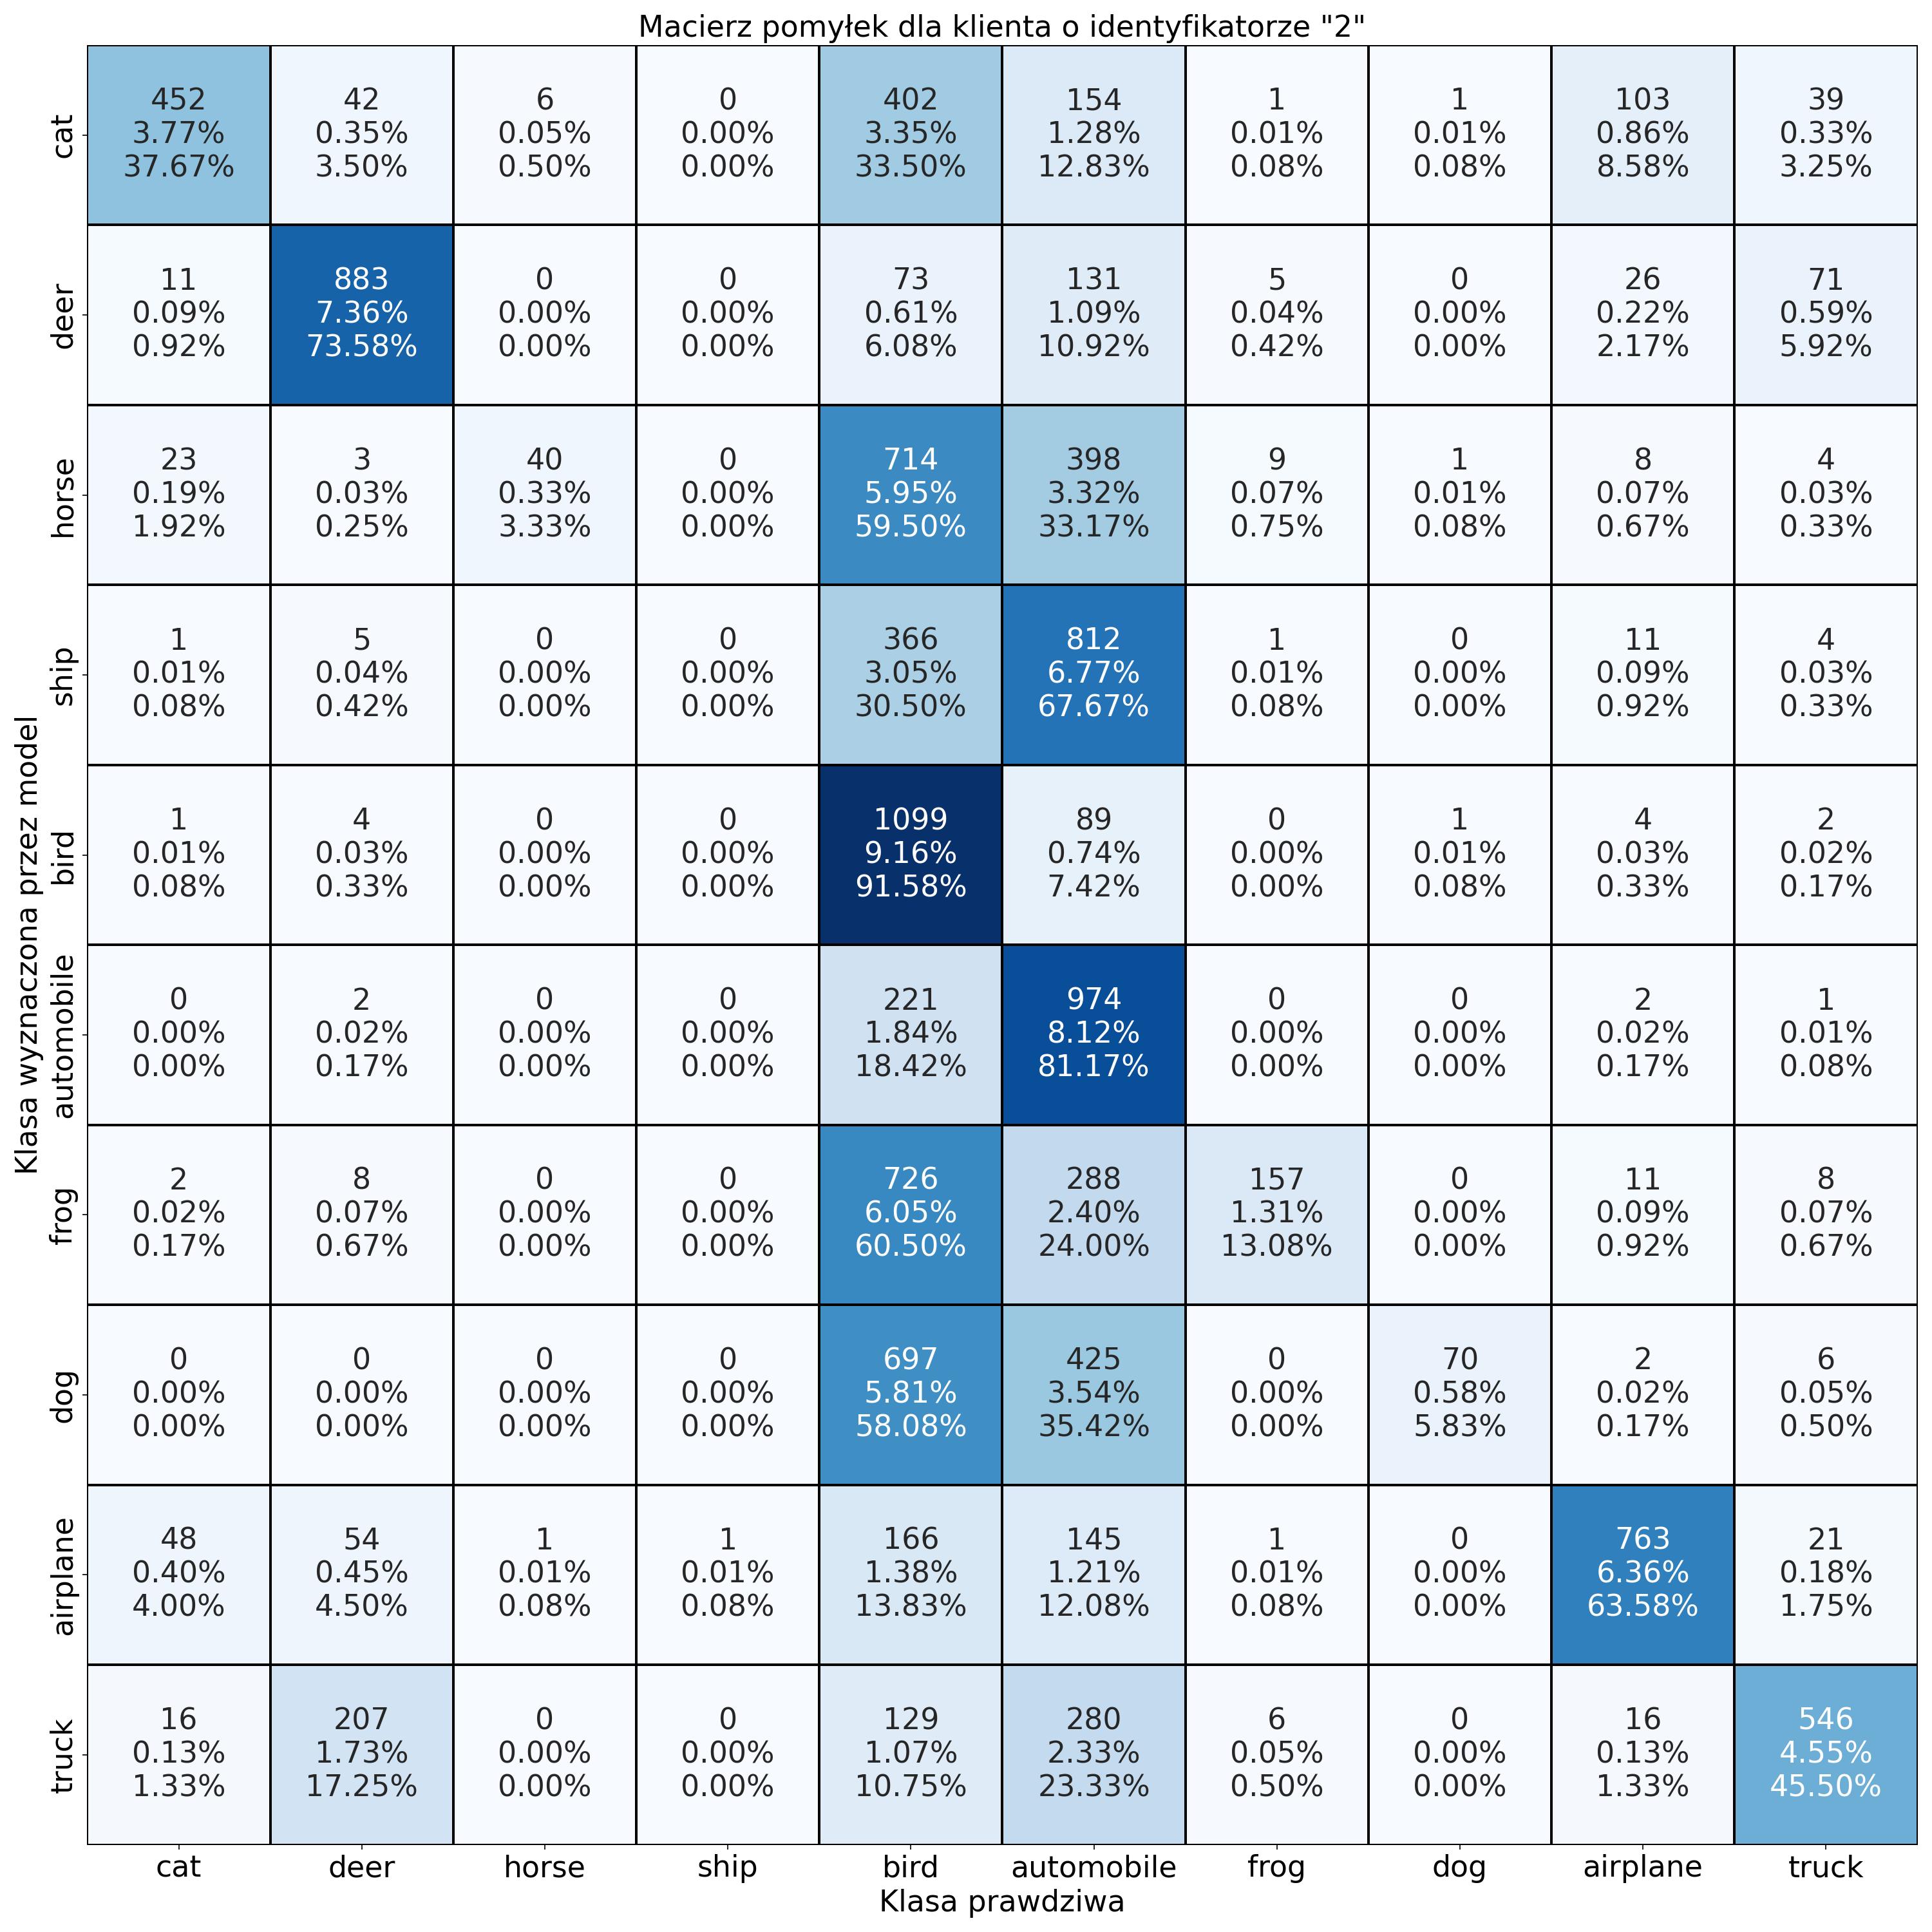 Macierz pomyłek dla klienta o identyfikatorze "2"
Klasa wyznaczona przez model
cat
452 42 6 0 402 154 1 1 103 39
3.77% 0.35% 0.05% 0.00% 3.35% 1.28% 0.01% 0.01% 0.86% 0.33%
37.67% 3.50% 0.50% 0.00% 33.50% 12.83% 0.08% 0.08% 8.58% 3.25%
deer
11 883 0 0 73 131 5 0 26 71
0.09% 7.36% 0.00% 0.00% 0.61% 1.09% 0.04% 0.00% 0.22% 0.59%
0.92% 73.58% 0.00% 0.00% 6.08% 10.92% 0.42% 0.00% 2.17% 5.92%
horse
23 3 40 0 714 398 9 1 8 4
0.19% 0.03% 0.33% 0.00% 5.95% 3.32% 0.07% 0.01% 0.07% 0.03%
1.92% 0.25% 3.33% 0.00% 59.50% 33.17% 0.75% 0.08% 0.67% 0.33%
ship
1 5 0 0 366 812 1 0 11 4
0.01% 0.04% 0.00% 0.00% 3.05% 6.77% 0.01% 0.00% 0.09% 0.03%
0.08% 0.42% 0.00% 0.00% 30.50% 67.67% 0.08% 0.00% 0.92% 0.33%
bird
1 4 0 0 1099 89 0 1 4 2
0.01% 0.03% 0.00% 0.00% 9.16% 0.74% 0.00% 0.01% 0.03% 0.02%
0.08% 0.33% 0.00% 0.00% 91.58% 7.42% 0.00% 0.08% 0.33% 0.17%
automobile
0 2 0 0 221 974 0 0 2 1
0.00% 0.02% 0.00% 0.00% 1.84% 8.12% 0.00% 0.00% 0.02% 0.01%
0.00% 0.17% 0.00% 0.00% 18.42% 81.17% 0.00% 0.00% 0.17% 0.08%
frog
2 8 0 0 726 288 157 0 11 8
0.02% 0.07% 0.00% 0.00% 6.05% 2.40% 1.31% 0.00% 0.09% 0.07%
0.17% 0.67% 0.00% 0.00% 60.50% 24.00% 13.08% 0.00% 0.92% 0.67%
dog
0 0 0 0 697 425 0 70 2 6
0.00% 0.00% 0.00% 0.00% 5.81% 3.54% 0.00% 0.58% 0.02% 0.05%
0.00% 0.00% 0.00% 0.00% 58.08% 35.42% 0.00% 5.83% 0.17% 0.50%
airplane
48 54 1 1 166 145 1 0 763 21
0.40% 0.45% 0.01% 0.01% 1.38% 1.21% 0.01% 0.00% 6.36% 0.18%
4.00% 4.50% 0.08% 0.08% 13.83% 12.08% 0.08% 0.00% 63.58% 1.75%
truck
16 207 0 0 129 280 6 0 16 546
0.13% 1.73% 0.00% 0.00% 1.07% 2.33% 0.05% 0.00% 0.13% 4.55%
1.33% 17.25% 0.00% 0.00% 10.75% 23.33% 0.50% 0.00% 1.33% 45.50%
cat deer horse ship bird automobile frog dog airplane truck
Klasa prawdziwa